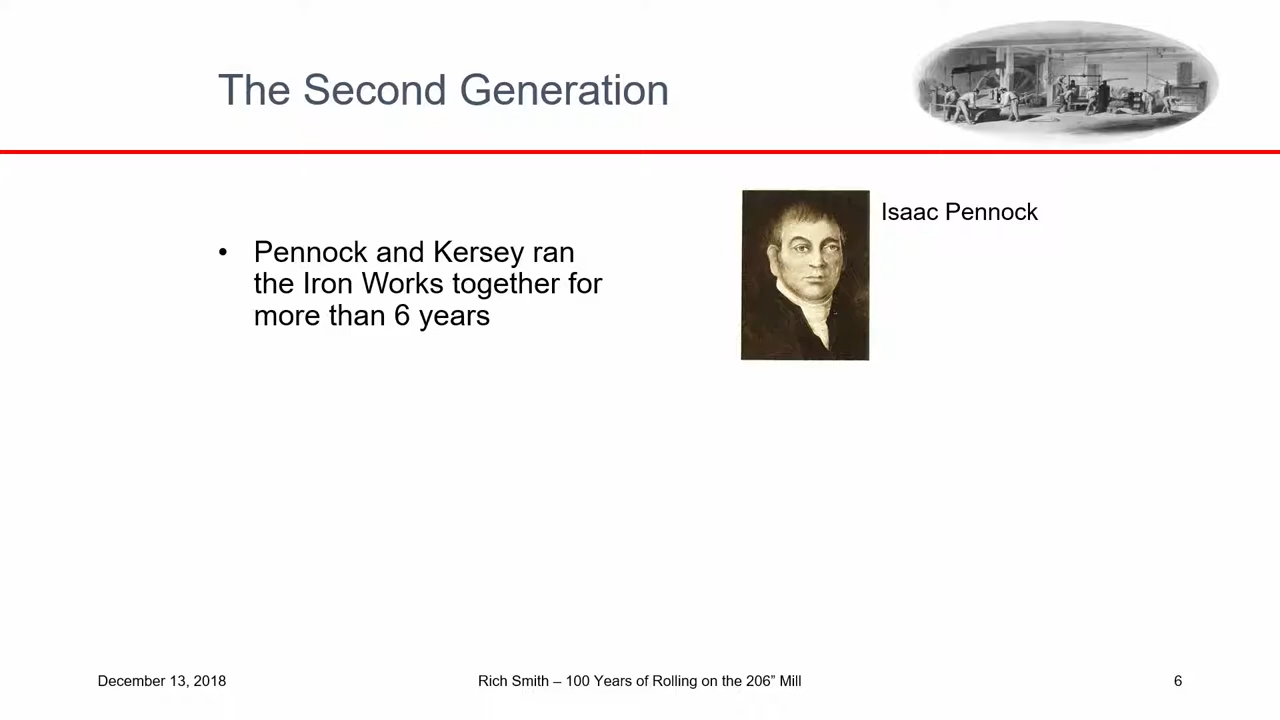 The Second Generation
Isaac Pennock
• Pennock and Kersey ran
the Iron Works together for
more than 6 years
December 13, 2018
Rich Smith – 100 Years of Rolling on the 206” Mill
6